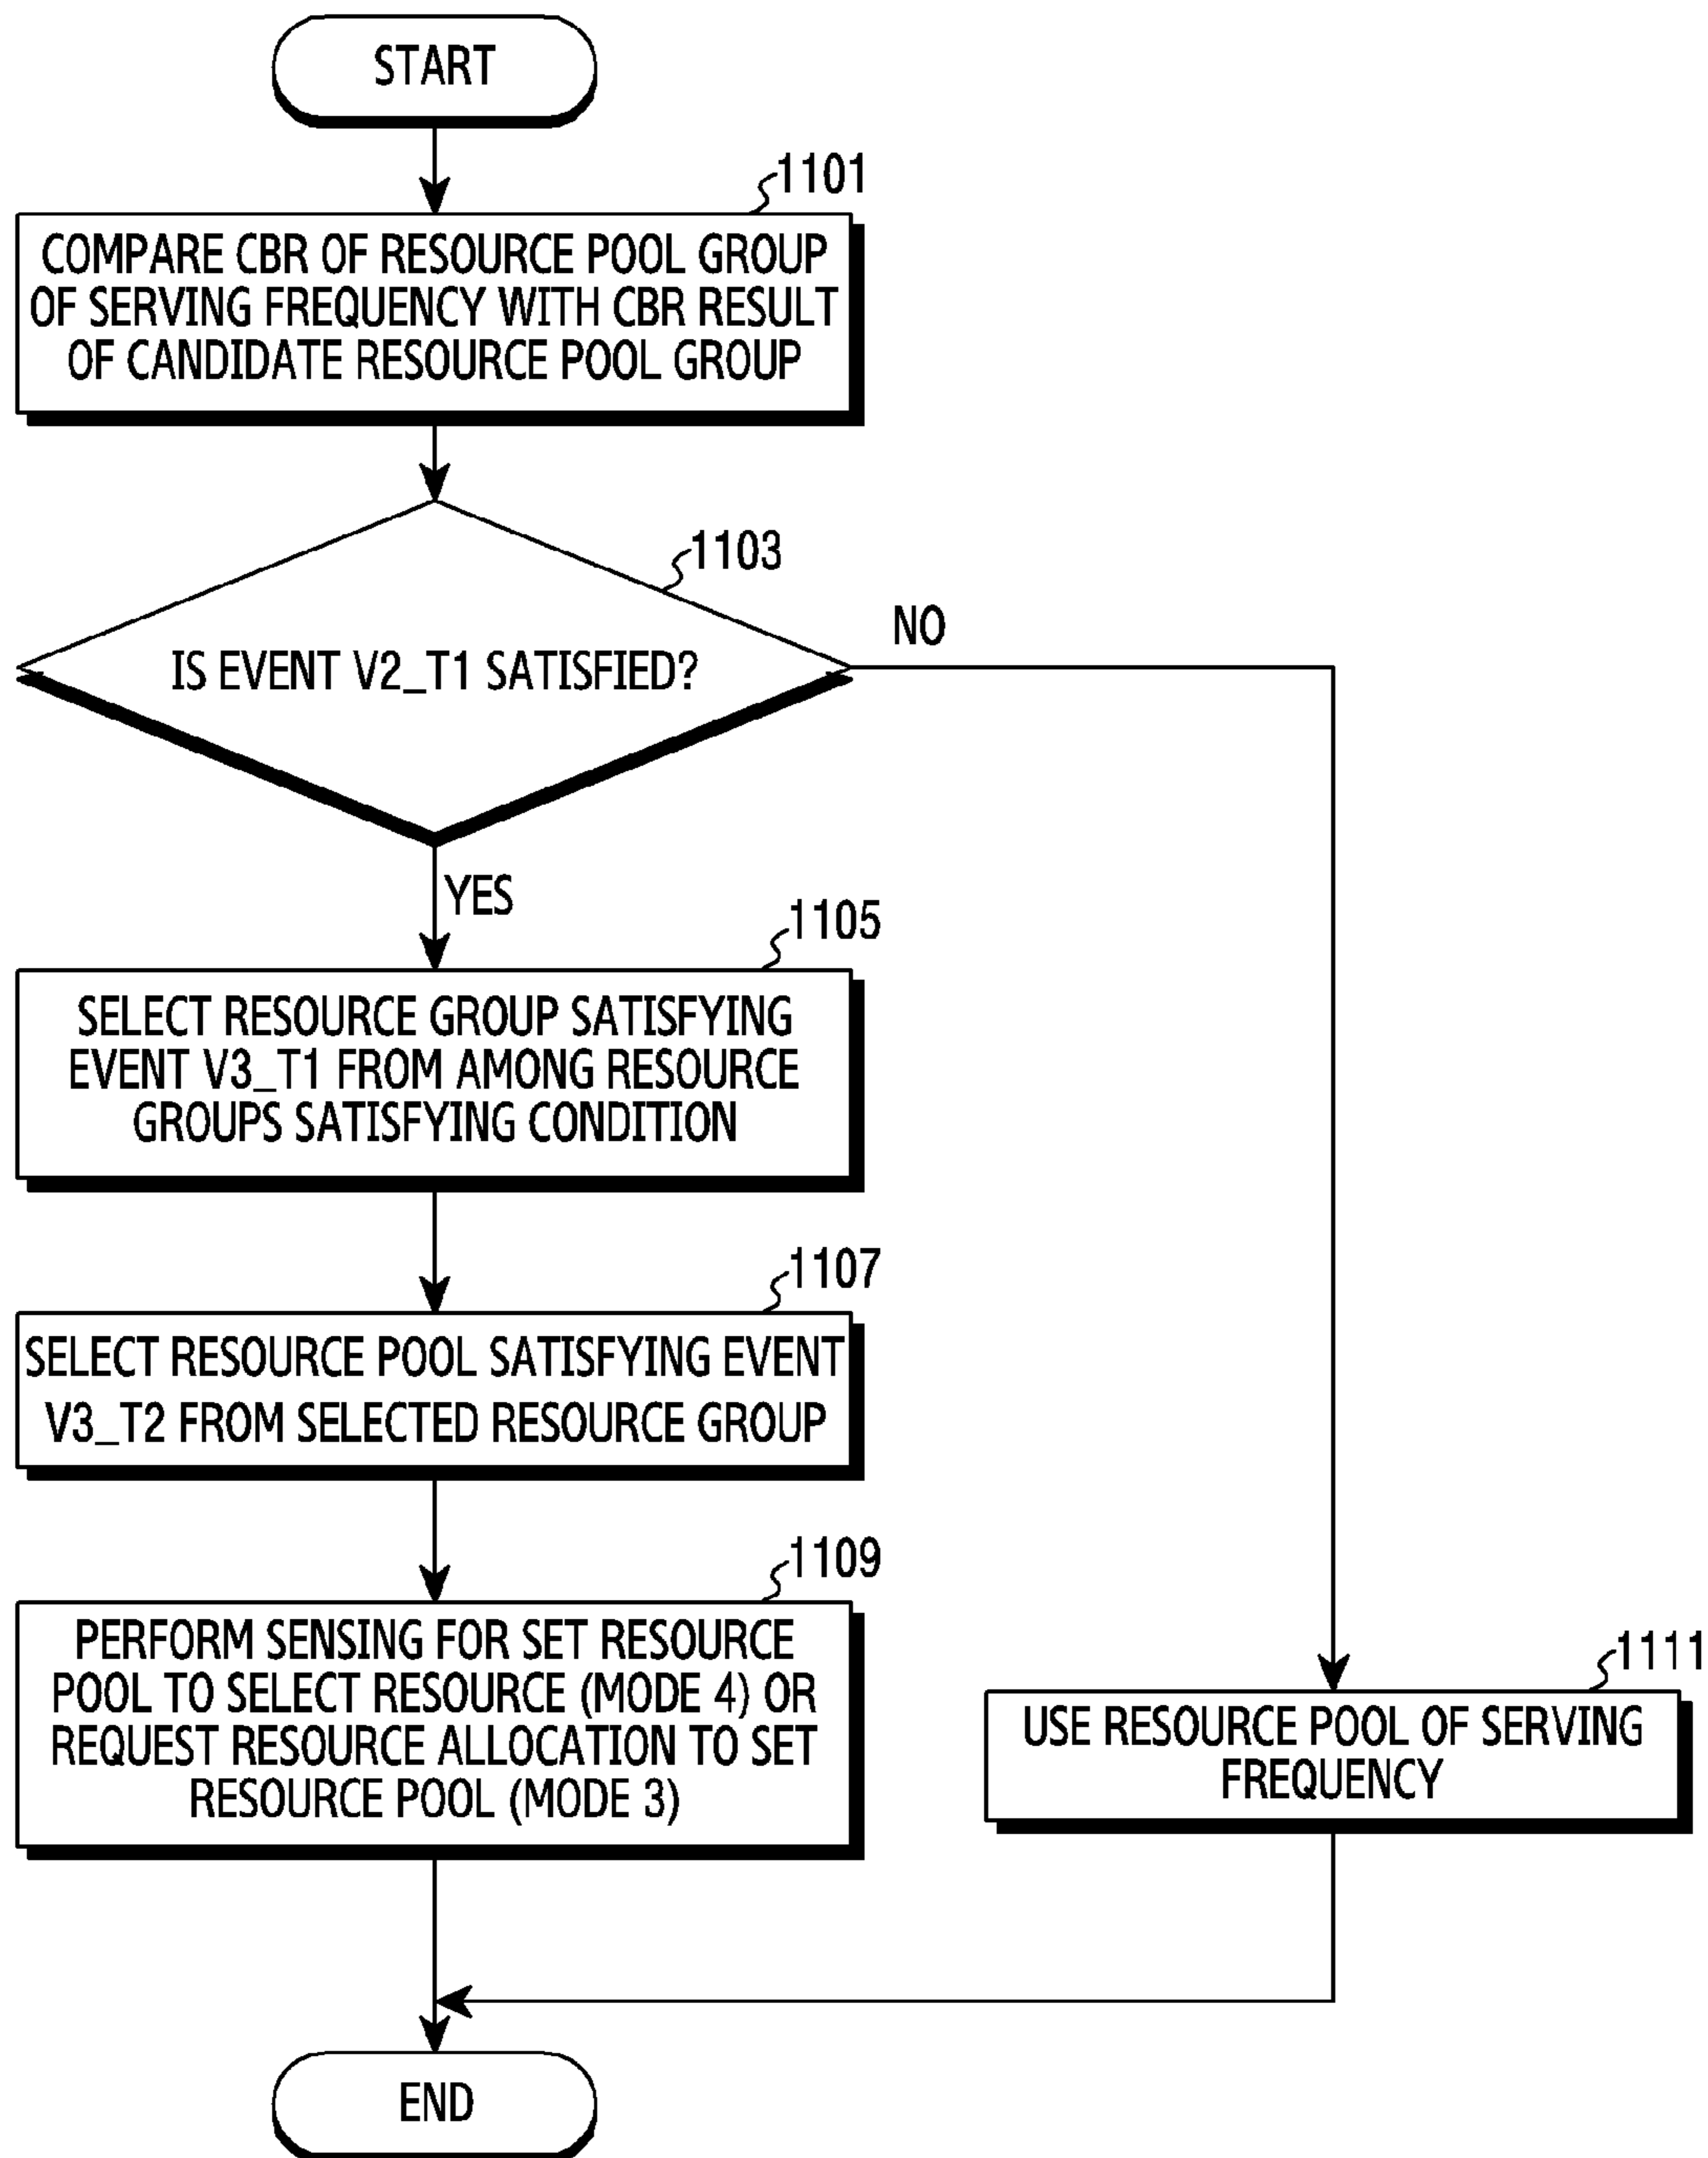 START
1101
COMPARE CBR OF RESOURCE POOL GROUP
OF SERVING FREQUENCY WITH CBR RESULT
OF CANDIDATE RESOURCE POOL GROUP
1103
IS EVENT V2_T1 SATISFIED?
NO
YES
1105
SELECT RESOURCE GROUP SATISFYING
EVENT V3_T1 FROM AMONG RESOURCE
GROUPS SATISFYING CONDITION
1107
SELECT RESOURCE POOL SATISFYING EVENT
V3_T2 FROM SELECTED RESOURCE GROUP
1109
PERFORM SENSING FOR SET RESOURCE
POOL TO SELECT RESOURCE (MODE 4) OR
REQUEST RESOURCE ALLOCATION TO SET
RESOURCE POOL (MODE 3)
1111
USE RESOURCE POOL OF SERVING
FREQUENCY
END